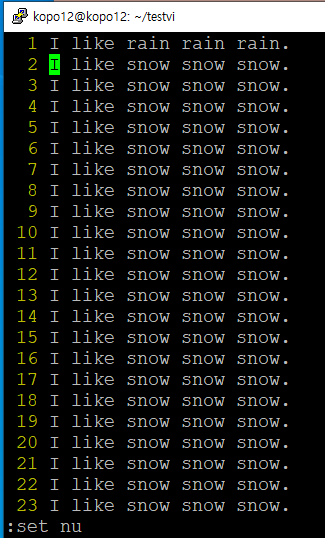 kopo12@kopo12: ~/testvi
1 I like rain rain rain.
2 I like snow snow snow.
3 I like snow snow snow.
4 I like snow snow snow.
5 I like snow snow snow.
6 I like snow snow snow.
7 I like snow snow snow.
8 I like snow snow snow.
9 I like snow snow snow.
10 I like snow snow snow.
11 I like snow snow snow.
12 I like snow snow snow.
13 I like snow snow snow.
14 I like snow snow snow.
15 I like snow snow snow.
16 I like snow snow snow.
17 I like snow snow snow.
18 I like snow snow snow.
19 I like snow snow snow.
20 I like snow snow snow.
21 I like snow snow snow.
22 I like snow snow snow.
23 I like snow snow snow.
:set nu